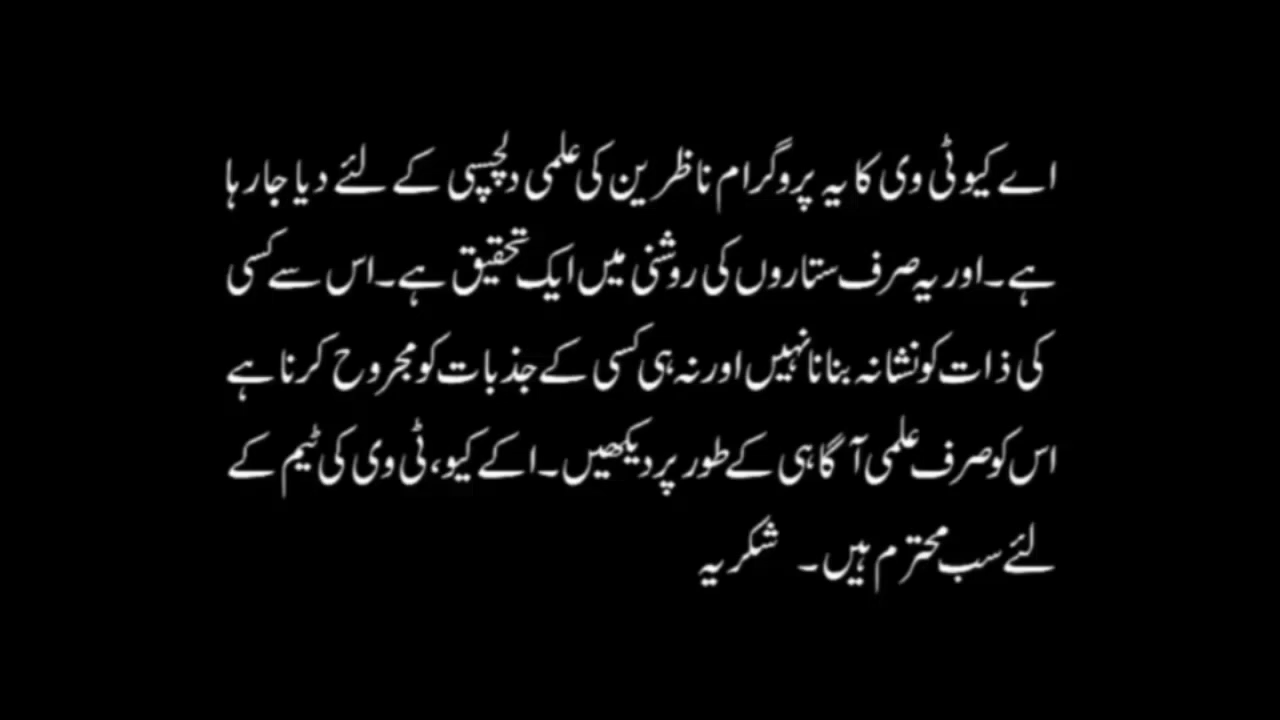 اے کیو ٹی وی کا یہ پروگرام ناظرین کی علمی دلچسپی کے لئے دیا جارہا
ہے۔ اور یہ صرف ستاروں کی روشنی میں ایک تحقیق ہے۔ اس سے کسی
کی ذات کو نشانہ بنانا نہیں اور نہ ہی کسی کے جذبات کو مجروح کرنا ہے
اس کو صرف علمی آگاہی کے طور پر دیکھیں۔ اکے کیو، ٹی وی کی ٹیم کے
لئے سب محترم ہیں۔ شکریہ